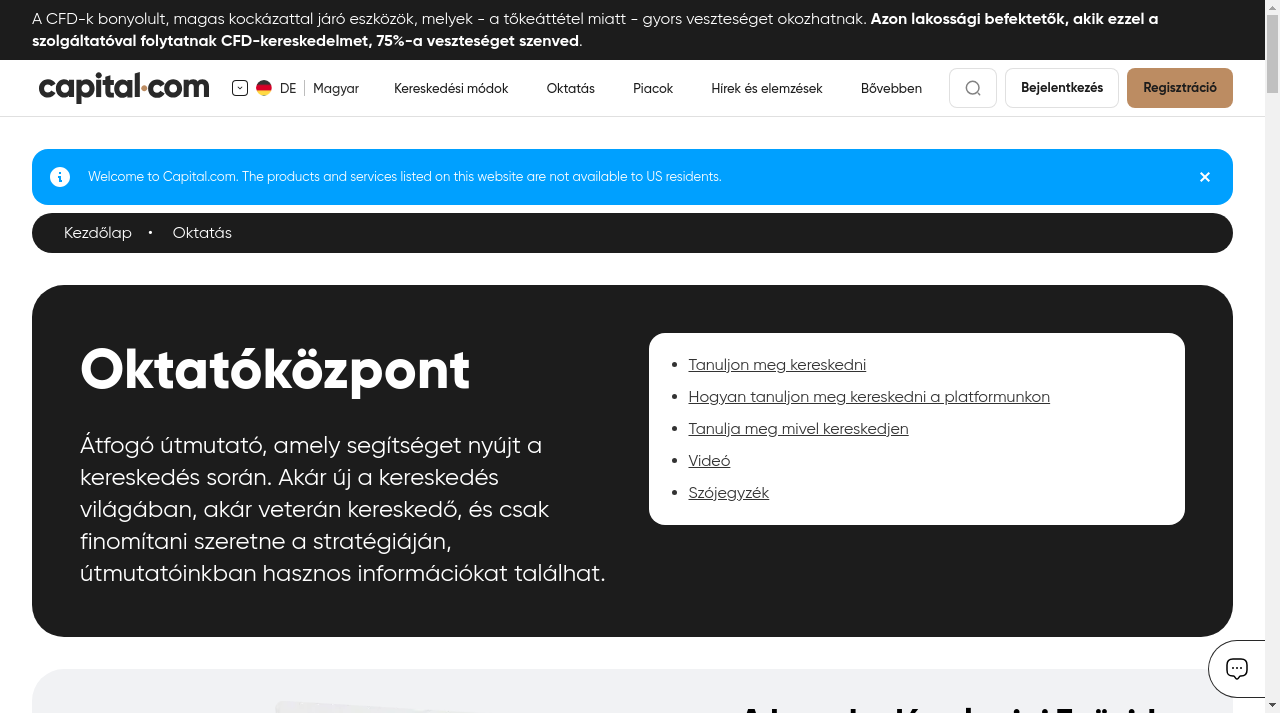 A CFD-k bonyolult, magas kockázattal járó eszközök, melyek - a tőkeáttétel miatt - gyors veszteséget okozhatnak. Azon lakossági befektetők, akik ezzel a
szolgáltatóval folytatnak CFD-kereskedelmet, 75%-a veszteséget szenved.
capital.com DE Magyar Kereskedési módok Oktatás Piacok Hírek és elemzések Bővebben Bejelentkezés Regisztráció
Welcome to Capital.com. The products and services listed on this website are not available to US residents.
Kezdőlap • Oktatás
Oktatóközpont
Átfogó útmutató, amely segítséget nyújt a
kereskedés során. Akár új a kereskedés
világában, akár veterán kereskedő, és csak
finomítani szeretne a stratégiáján,
útmutatóinkban hasznos információkat találhat.
• Tanuljon meg kereskedni
• Hogyan tanuljon meg kereskedni a platformunkon
• Tanulja meg mivel kereskedjen
• Videó
• Szójegyzék